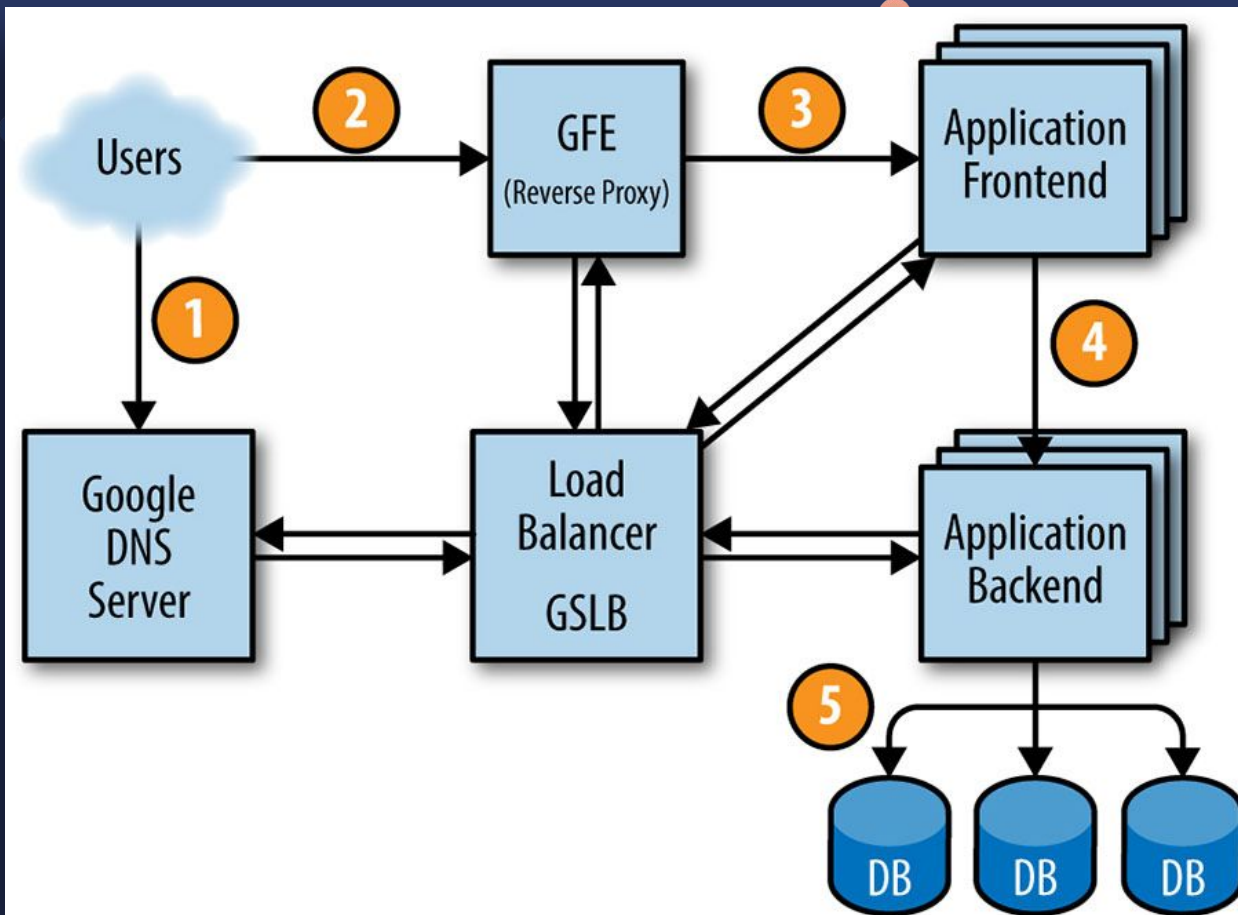 Users
2
GFE
(Reverse Proxy)
3
Application
Frontend
1
4
Google
DNS
Server
Load
Balancer
GSLB
Application
Backend
5
DB
DB
DB